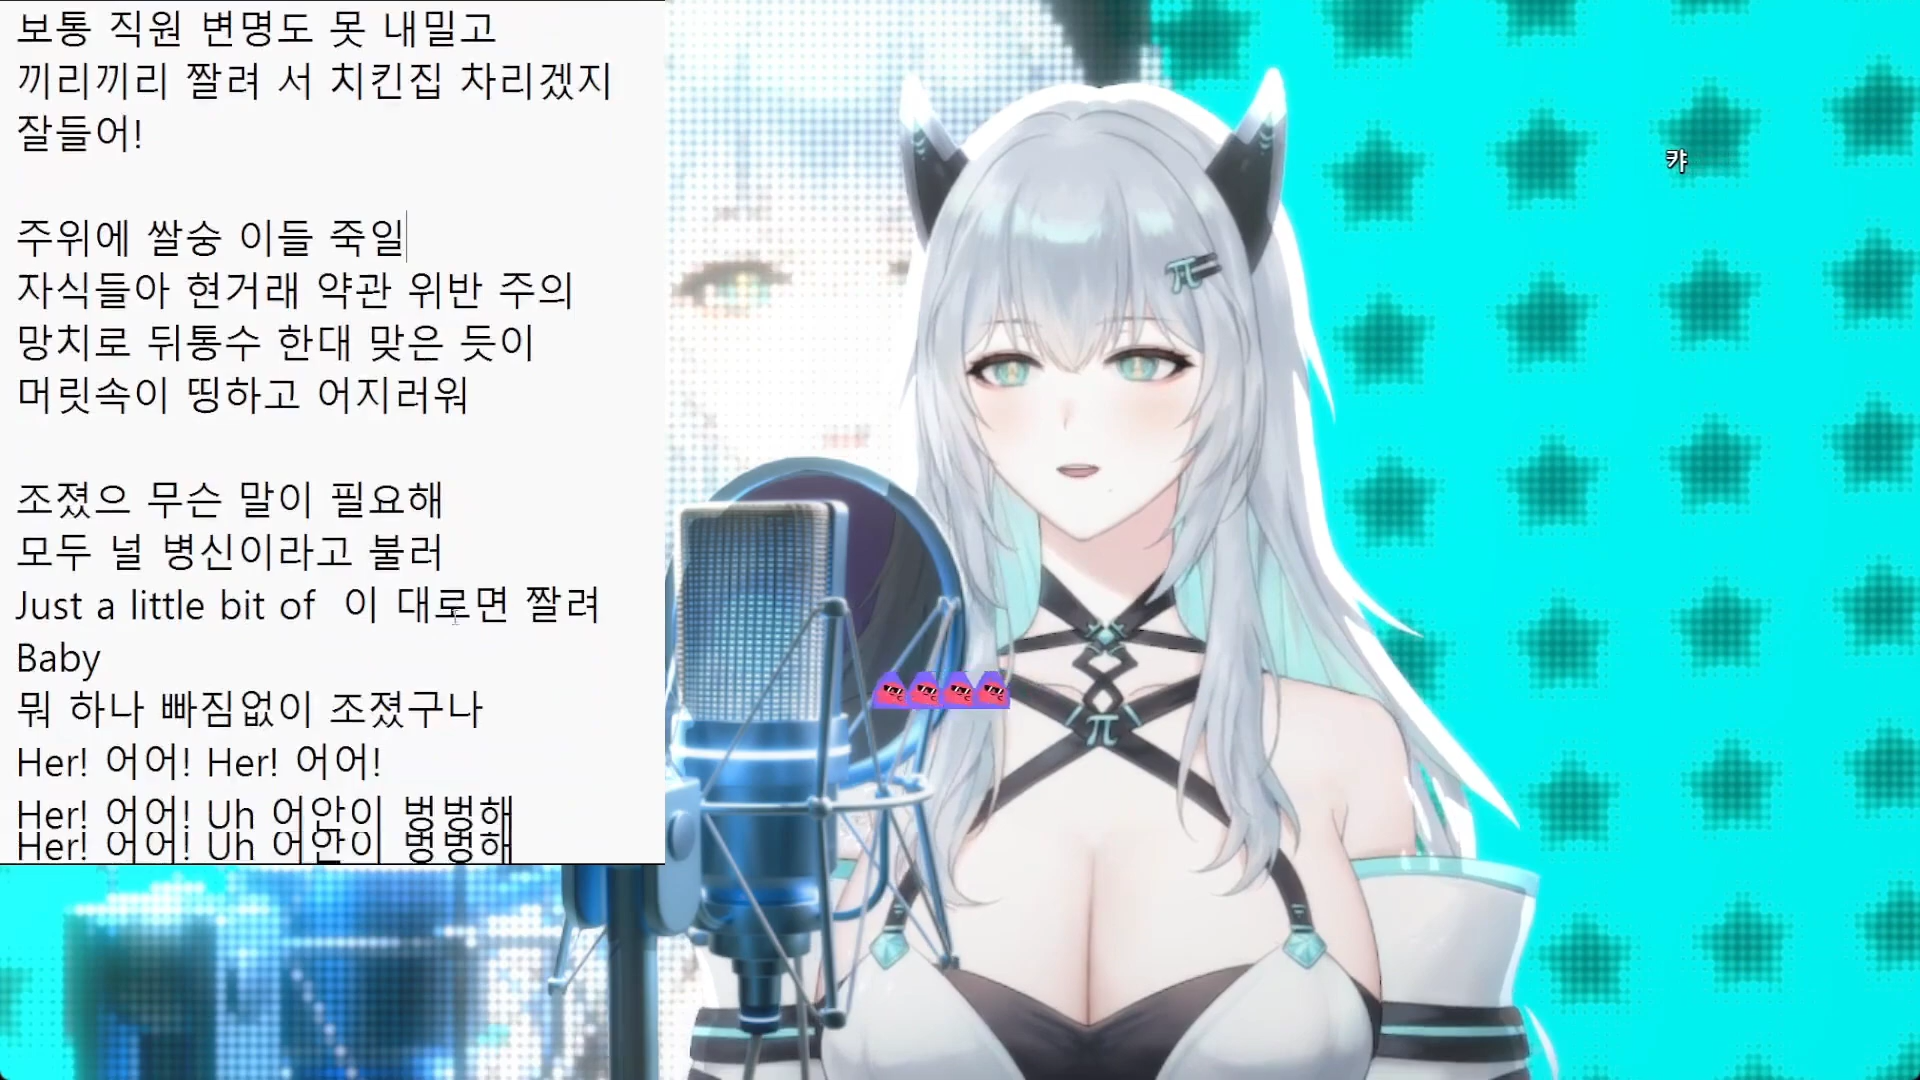 보통 직원 변명도 못 내밀고
끼리끼리 짤려 서 치킨집 차리겠지
잘들어!
주위에 쌀숭 이들 죽일
자식들아 현거래 약관 위반 주의
망치로 뒤통수 한대 맞은 듯이
머릿속이 띵하고 어지러워
조졌으 무슨 말이 필요해
모두 널 병신이라고 불러
Just a little bit of 이 대로면 짤려
Baby
뭐 하나 빠짐없이 조졌구나
Her! 어어! Her! 어어!
Her! 어어! Uh 어안이 벙벙해
Her! 어어! Uh 어안이 벙벙해
캬
π
π